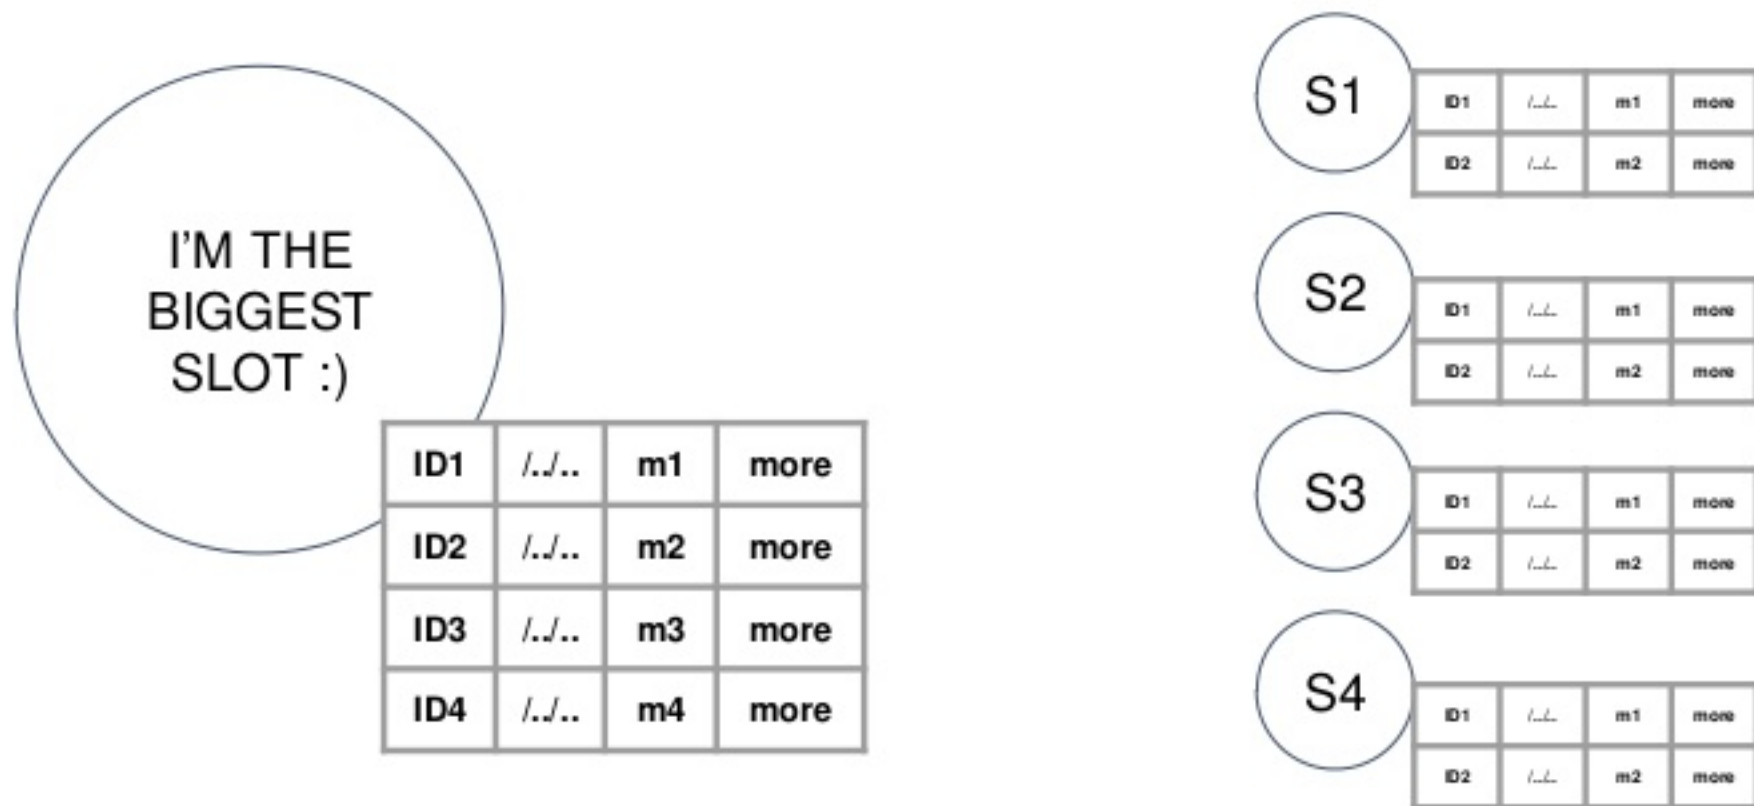 I'M THE
BIGGEST
SLOT :)
ID1 /../.. m1 more
ID2 /../.. m2 more
ID3 /../.. m3 more
ID4 /../.. m4 more
S1
ID1 /../.. m1 more
ID2 /../.. m2 more
S2
ID1 /../.. m1 more
ID2 /../.. m2 more
S3
ID1 /../.. m1 more
ID2 /../.. m2 more
S4
ID1 /../.. m1 more
ID2 /../.. m2 more